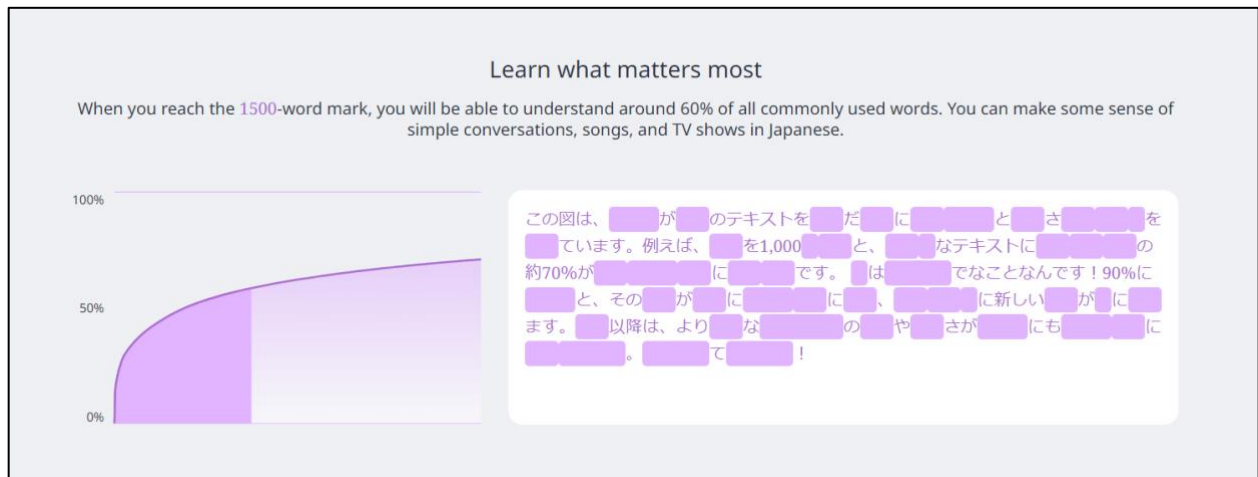 Learn what matters most
When you reach the 1500-word mark, you will be able to understand around 60% of all commonly used words. You can make some sense of
simple conversations, songs, and TV shows in Japanese.
100%
50%
0%
この図は、 が のテキストを だ に と さ を
ています。例えば、 を1,000 と、 なテキストに の
約70%が に です。 は でなことなんです！90%に
と、その が に に 、 に新しい が に
ます。 以降は、より な の や さが にも に
。 て ！